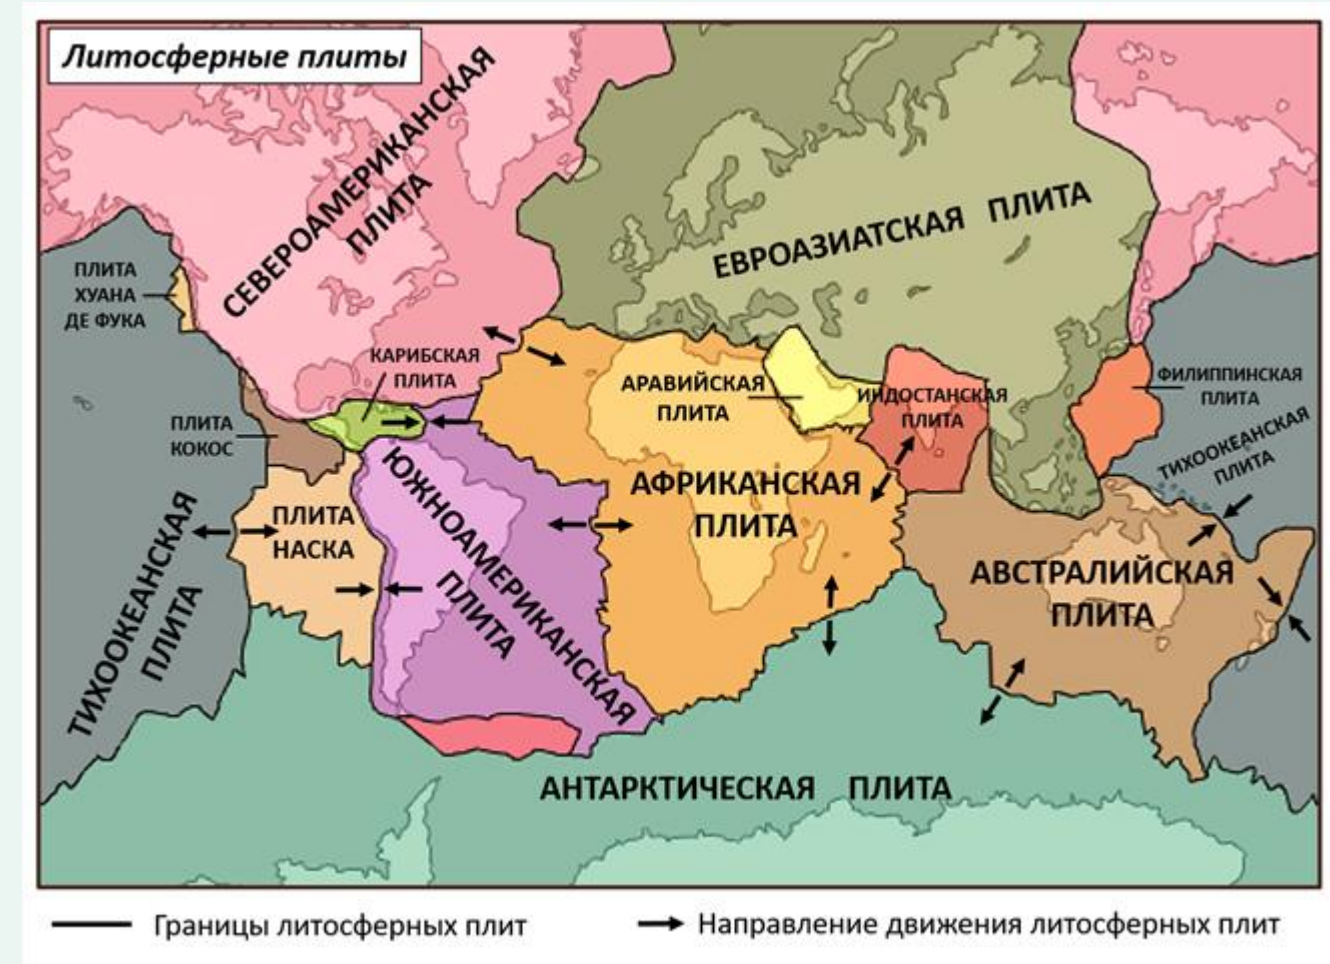 Литосферные плиты
СЕВЕРОАМЕРИКАНСКАЯ
ПЛИТА
ЕВРОАЗИАТСКАЯ ПЛИТА
ПЛИТА
ХУАНА
ДЕ ФУКА
КАРИБСКАЯ
ПЛИТА
АРАВИЙСКАЯ
ПЛИТА
ИНДОСТАНСКАЯ
ПЛИТА
ФИЛИППИНСКАЯ
ПЛИТА
ПЛИТА
КОКОС
ТИХООКЕАНСКАЯ
ПЛИТА
ЮЖНОАМЕРИКАНСКАЯ
ПЛИТА
АФРИКАНСКАЯ
ПЛИТА
ПЛИТА
НАСКА
ТИХООКЕАНСКАЯ
ПЛИТА
АВСТРАЛИЙСКАЯ
ПЛИТА
АНТАРКТИЧЕСКАЯ ПЛИТА
Границы литосферных плит
Направление движения литосферных плит